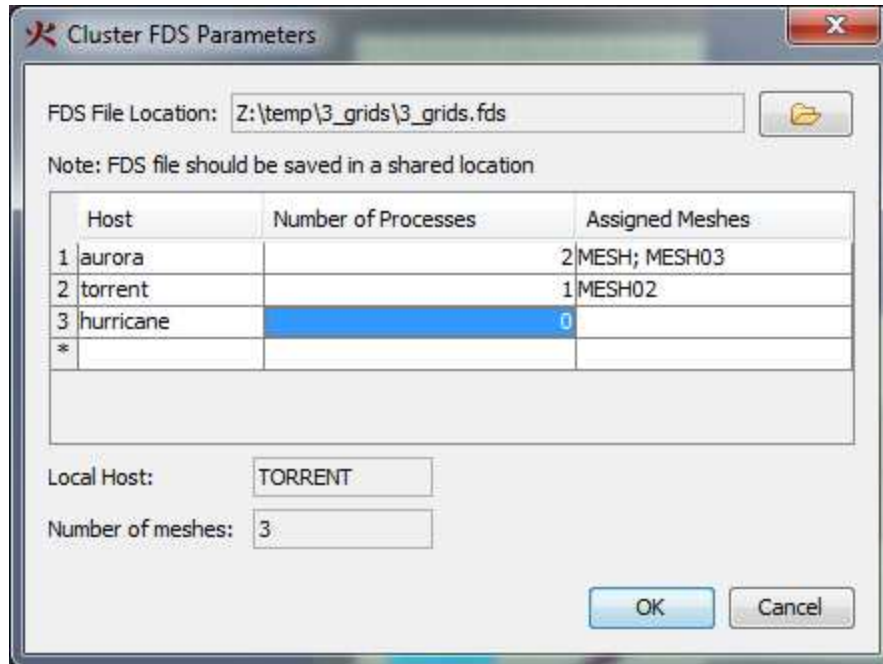 火 Cluster FDS Parameters
FDS File Location: Z:\temp\3_grids\3_grids.fds
Note: FDS file should be saved in a shared location
Host Number of Processes Assigned Meshes
1 aurora 2 MESH; MESH03
2 torrent 1 MESH02
3 hurricane 0
*
Local Host: TORRENT
Number of meshes: 3
OK Cancel